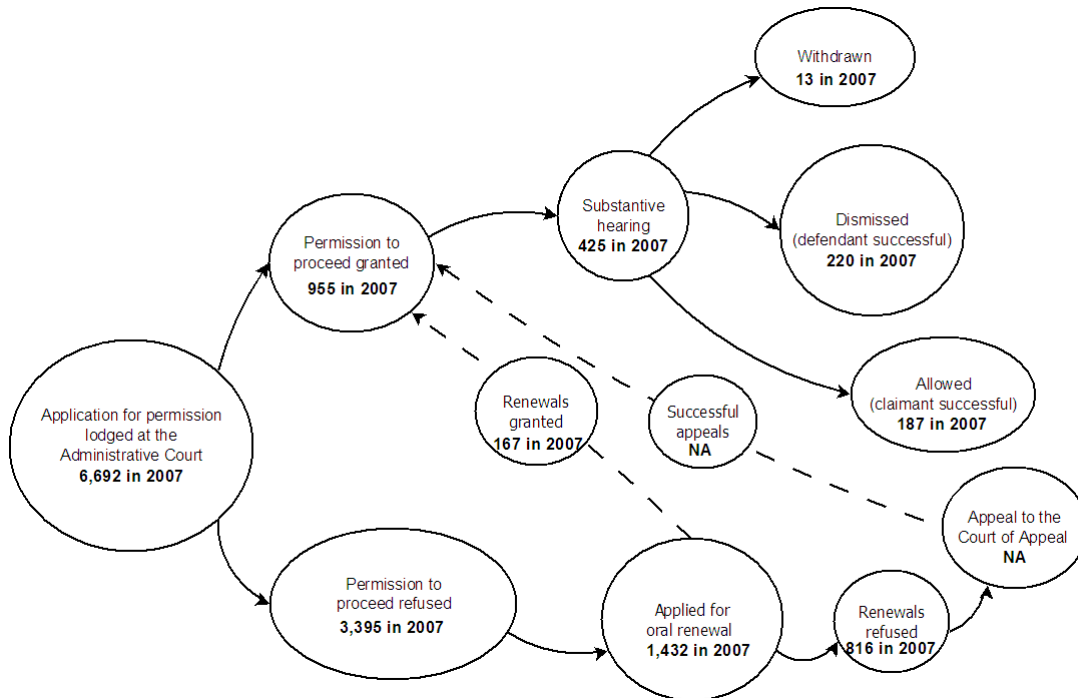 Withdrawn
13 in 2007
Substantive
hearing
425 in 2007
Dismissed
(defendant successful)
220 in 2007
Permission to
proceed granted
955 in 2007
Allowed
(claimant successful)
187 in 2007
Renewals
granted
167 in 2007
Successful
appeals
NA
Application for permission
lodged at the
Administrative Court
6,692 in 2007
Appeal to the
Court of Appeal
NA
Permission to
proceed refused
3,395 in 2007
Applied for
oral renewal
1,432 in 2007
Renewals
refused
816 in 2007